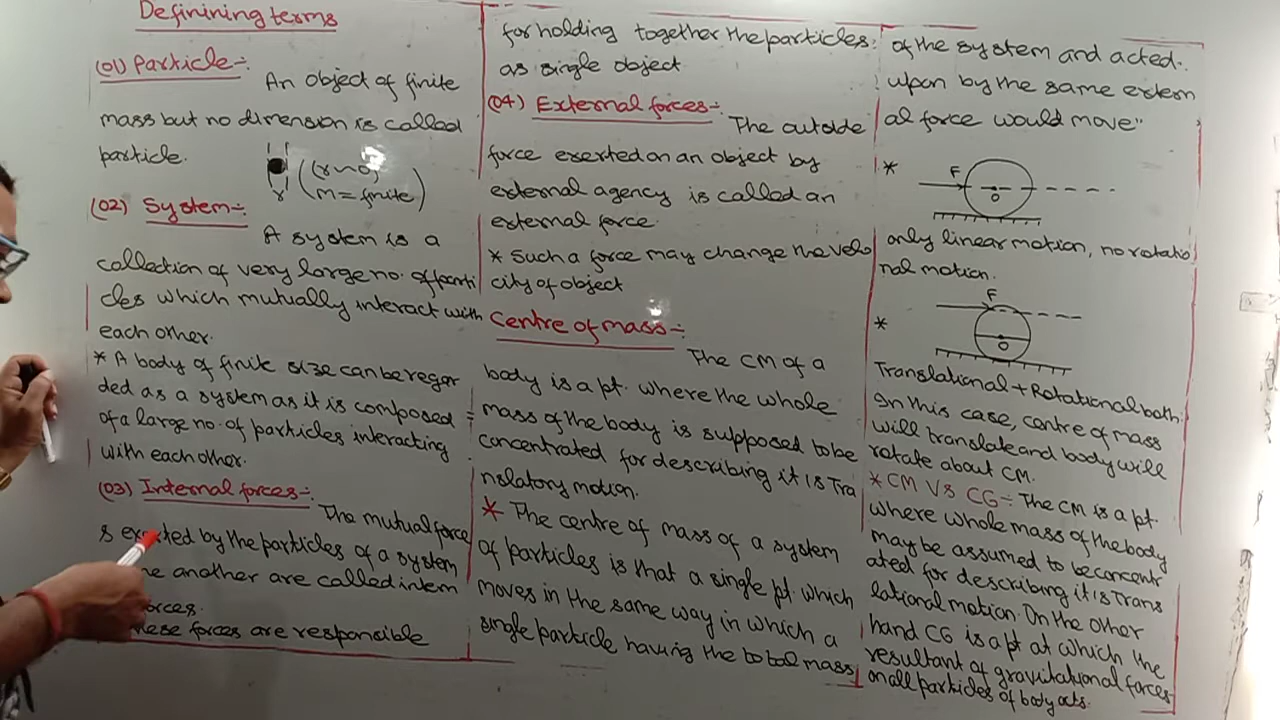 Definining terms
(01) Particle:-
An object of finite
mass but no dimension is called
particle.
(r~0,
m = finite)
r
(02) System:-
A system is a
collection of very large no. of parti
cles which mutually interact with
each other.
* A body of finite size can be regar
ded as a system as it is composed
of a large no. of particles interacting
with each other.
(03) Internal forces:-
The mutual force
s exerted by the particles of a system
another are called intern
forces.
these forces are responsible
for holding together the particles
as single object
(04) External forces:-
The outside
force exerted on an object by
external agency is called an
external force
* Such a force may change the velo
city of object
Centre of mass:-
The CM of a
body is a pt. where the whole
mass of the body is supposed to be
concentrated for describing it is Tra
nslatory motion.
* The centre of mass of a system
of particles is that a single pt. which
moves in the same way in which a
single particle having the total mass
of the system and acted
upon by the same extern
al force would move"
* F
O
only linear motion, no rotatio
nal motion.
F
*
O
Translational + Rotational both.
In this case, centre of mass
will translate and body will
rotate about CM.
* CM VS CG:- The CM is a pt.
where whole mass of the body
may be assumed to be concentr
ated for describing it is Trans
lational motion. On the other
hand CG is a pt at which the
resultant of gravitational forces
on all particles of body acts.